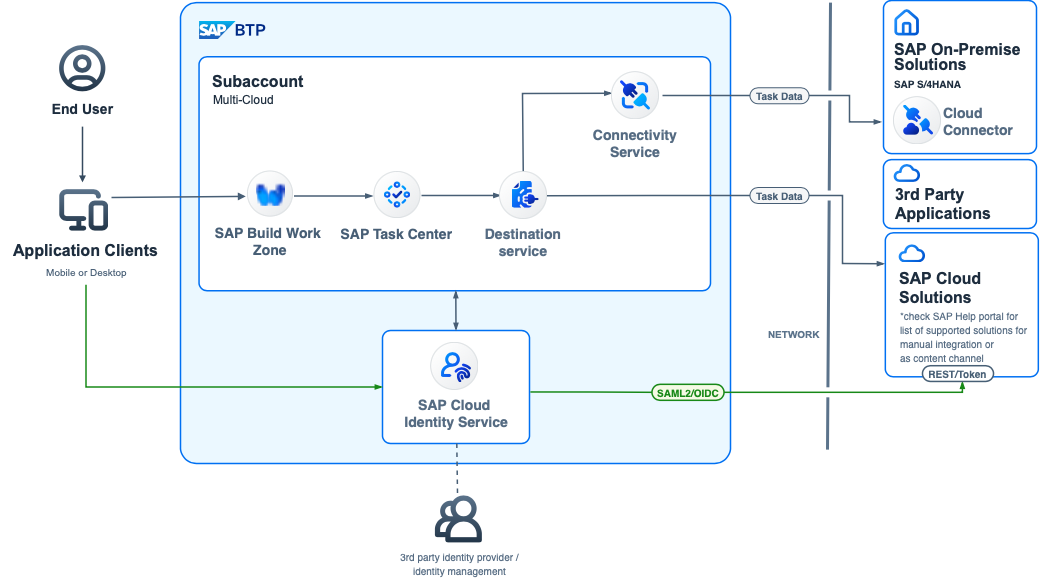 SAP BTP
End User
Application Clients
Mobile or Desktop
Subaccount
Multi-Cloud
SAP Build Work
Zone
SAP Task Center
Destination
service
Connectivity
Service
SAP Cloud
Identity Service
3rd party identity provider /
identity management
Task Data
Task Data
SAML2/OIDC
NETWORK
SAP On-Premise
Solutions
SAP S/4HANA
Cloud
Connector
3rd Party
Applications
SAP Cloud
Solutions
*check SAP Help portal for
list of supported solutions for
manual integration or
as content channel
REST/Token